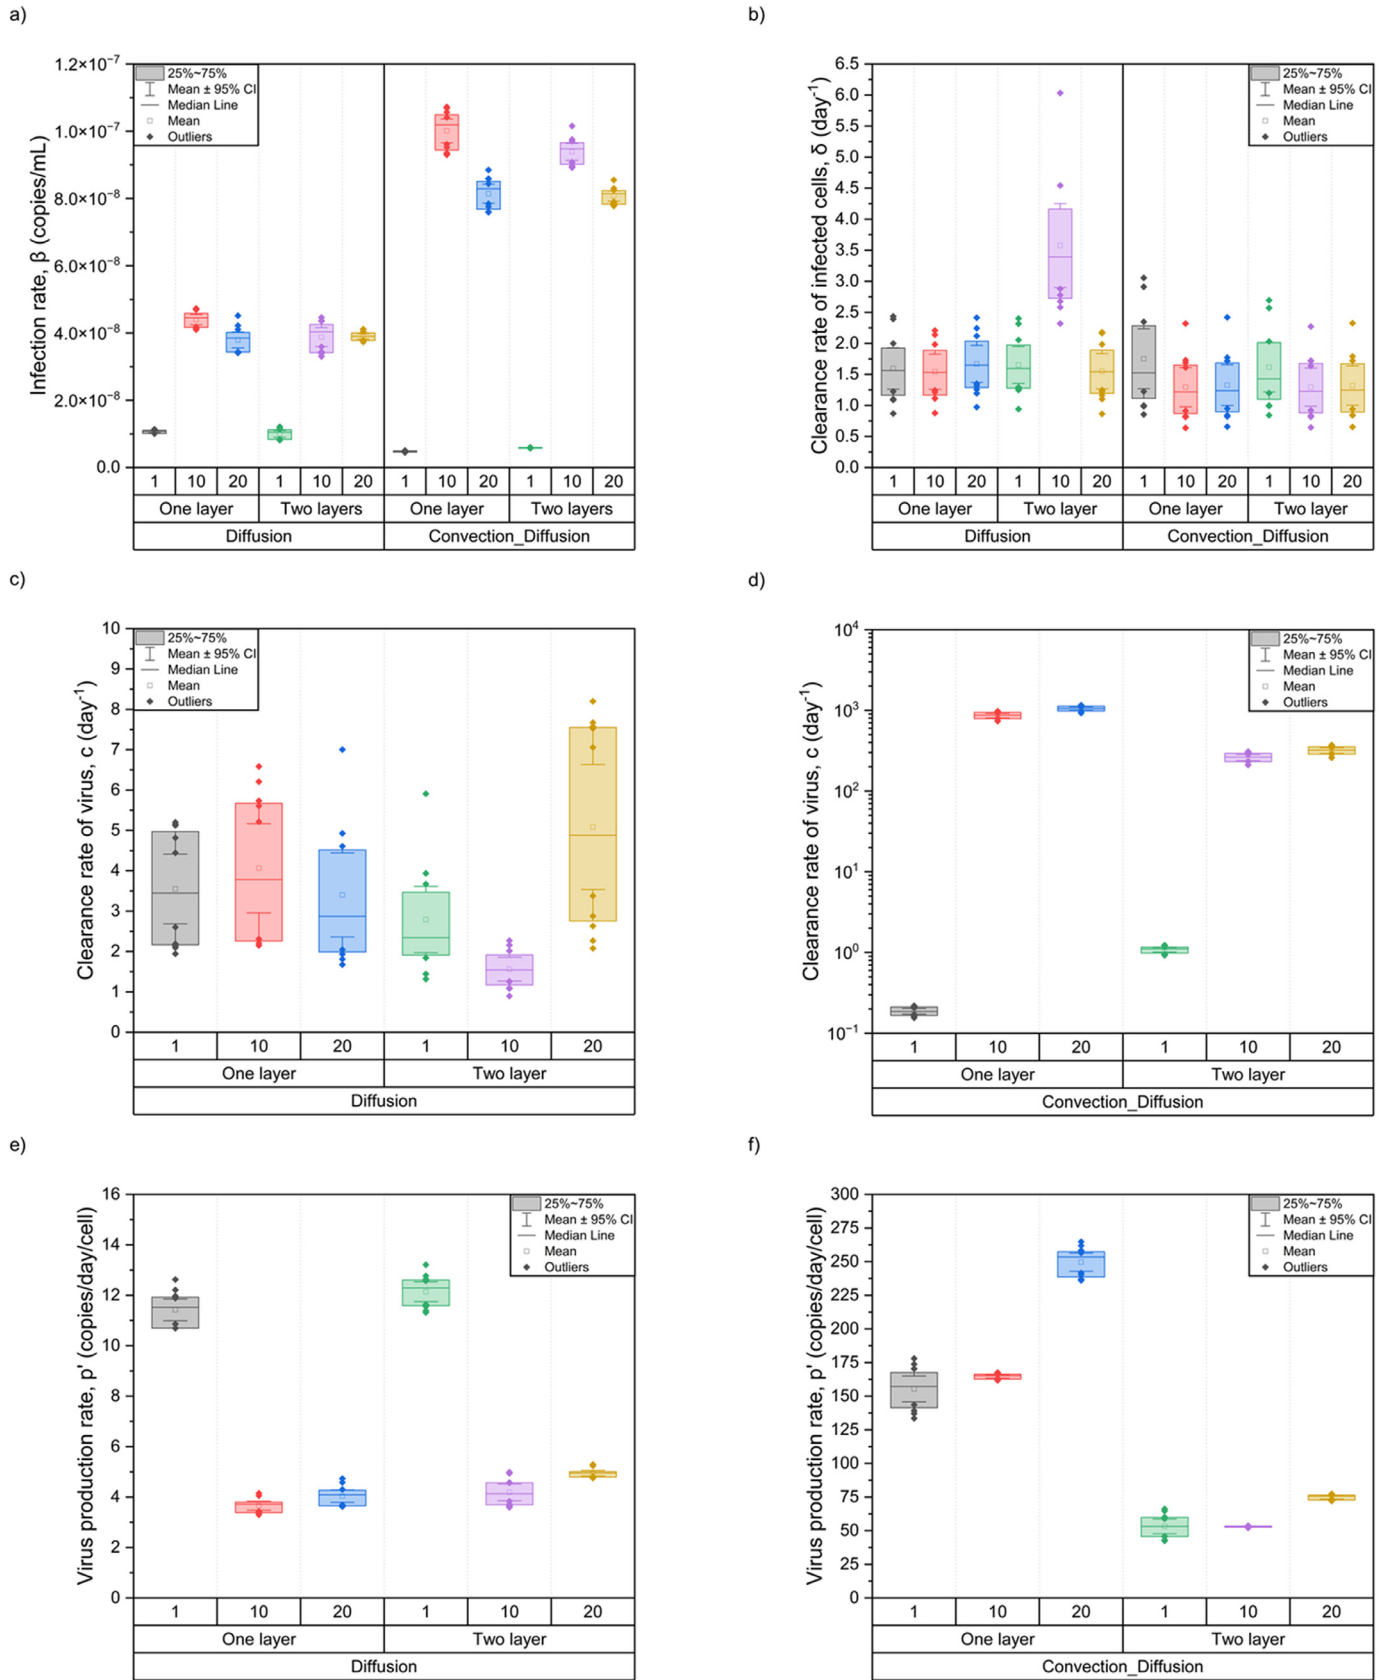 a)
Infection rate, β (copies/mL)
1.2×10⁻⁷
1.0×10⁻⁷
8.0×10⁻⁸
6.0×10⁻⁸
4.0×10⁻⁸
2.0×10⁻⁸
0.0
25%~75%
Mean ± 95% CI
Median Line
Mean
Outliers
1 10 20 1 10 20 1 10 20 1 10 20
One layer Two layers One layer Two layers
Diffusion Convection_Diffusion
b)
Clearance rate of infected cells, δ (day⁻¹)
6.5
6.0
5.5
5.0
4.5
4.0
3.5
3.0
2.5
2.0
1.5
1.0
0.5
0.0
25%~75%
Mean ± 95% CI
Median Line
Mean
Outliers
1 10 20 1 10 20 1 10 20 1 10 20
One layer Two layer One layer Two layer
Diffusion Convection_Diffusion
c)
Clearance rate of virus, c (day⁻¹)
10
9
8
7
6
5
4
3
2
1
0
25%~75%
Mean ± 95% CI
Median Line
Mean
Outliers
1 10 20 1 10 20
One layer Two layer
Diffusion
d)
Clearance rate of virus, c (day⁻¹)
10⁴
10³
10²
10¹
10⁰
10⁻¹
25%~75%
Mean ± 95% CI
Median Line
Mean
Outliers
1 10 20 1 10 20
One layer Two layer
Convection_Diffusion
e)
Virus production rate, p' (copies/day/cell)
16
14
12
10
8
6
4
2
0
25%~75%
Mean ± 95% CI
Median Line
Mean
Outliers
1 10 20 1 10 20
One layer Two layer
Diffusion
f)
Virus production rate, p' (copies/day/cell)
300
275
250
225
200
175
150
125
100
75
50
25
0
25%~75%
Mean ± 95% CI
Median Line
Mean
Outliers
1 10 20 1 10 20
One layer Two layer
Convection_Diffusion